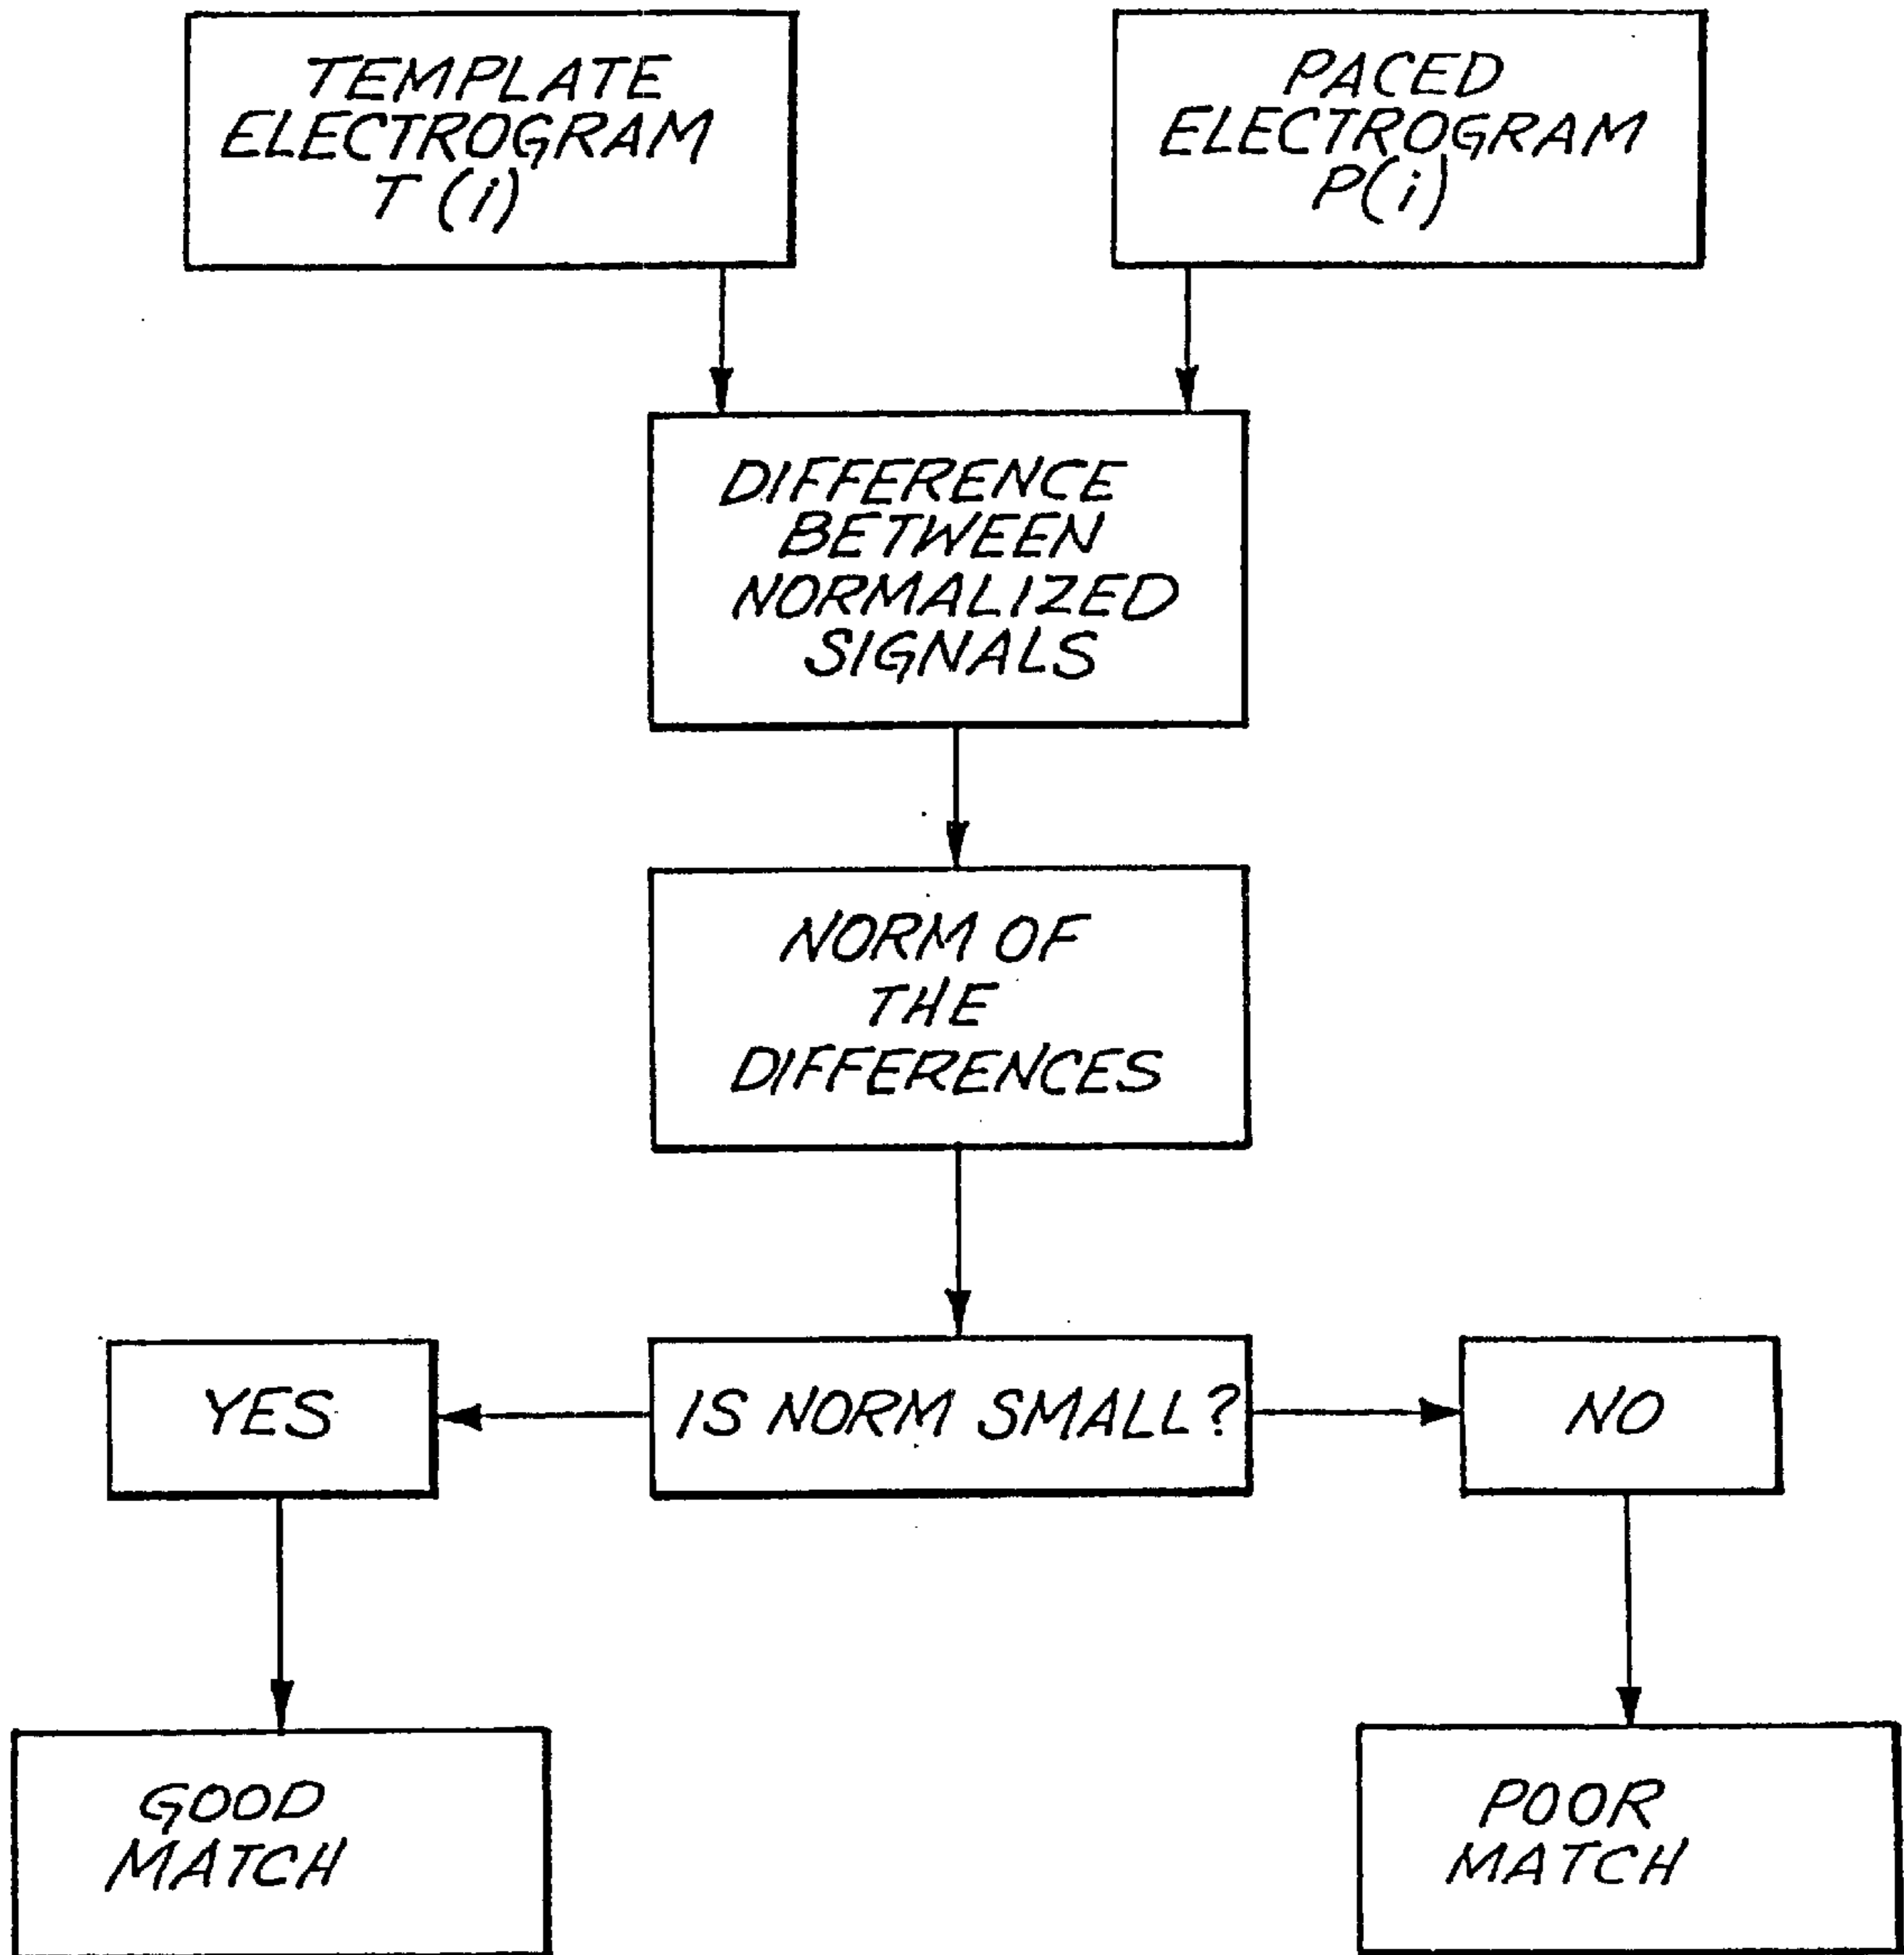 TEMPLATE
ELECTROGRAM
T (i)
PACED
ELECTROGRAM
P(i)
DIFFERENCE
BETWEEN
NORMALIZED
SIGNALS
NORM OF
THE
DIFFERENCES
YES
IS NORM SMALL?
NO
GOOD
MATCH
POOR
MATCH